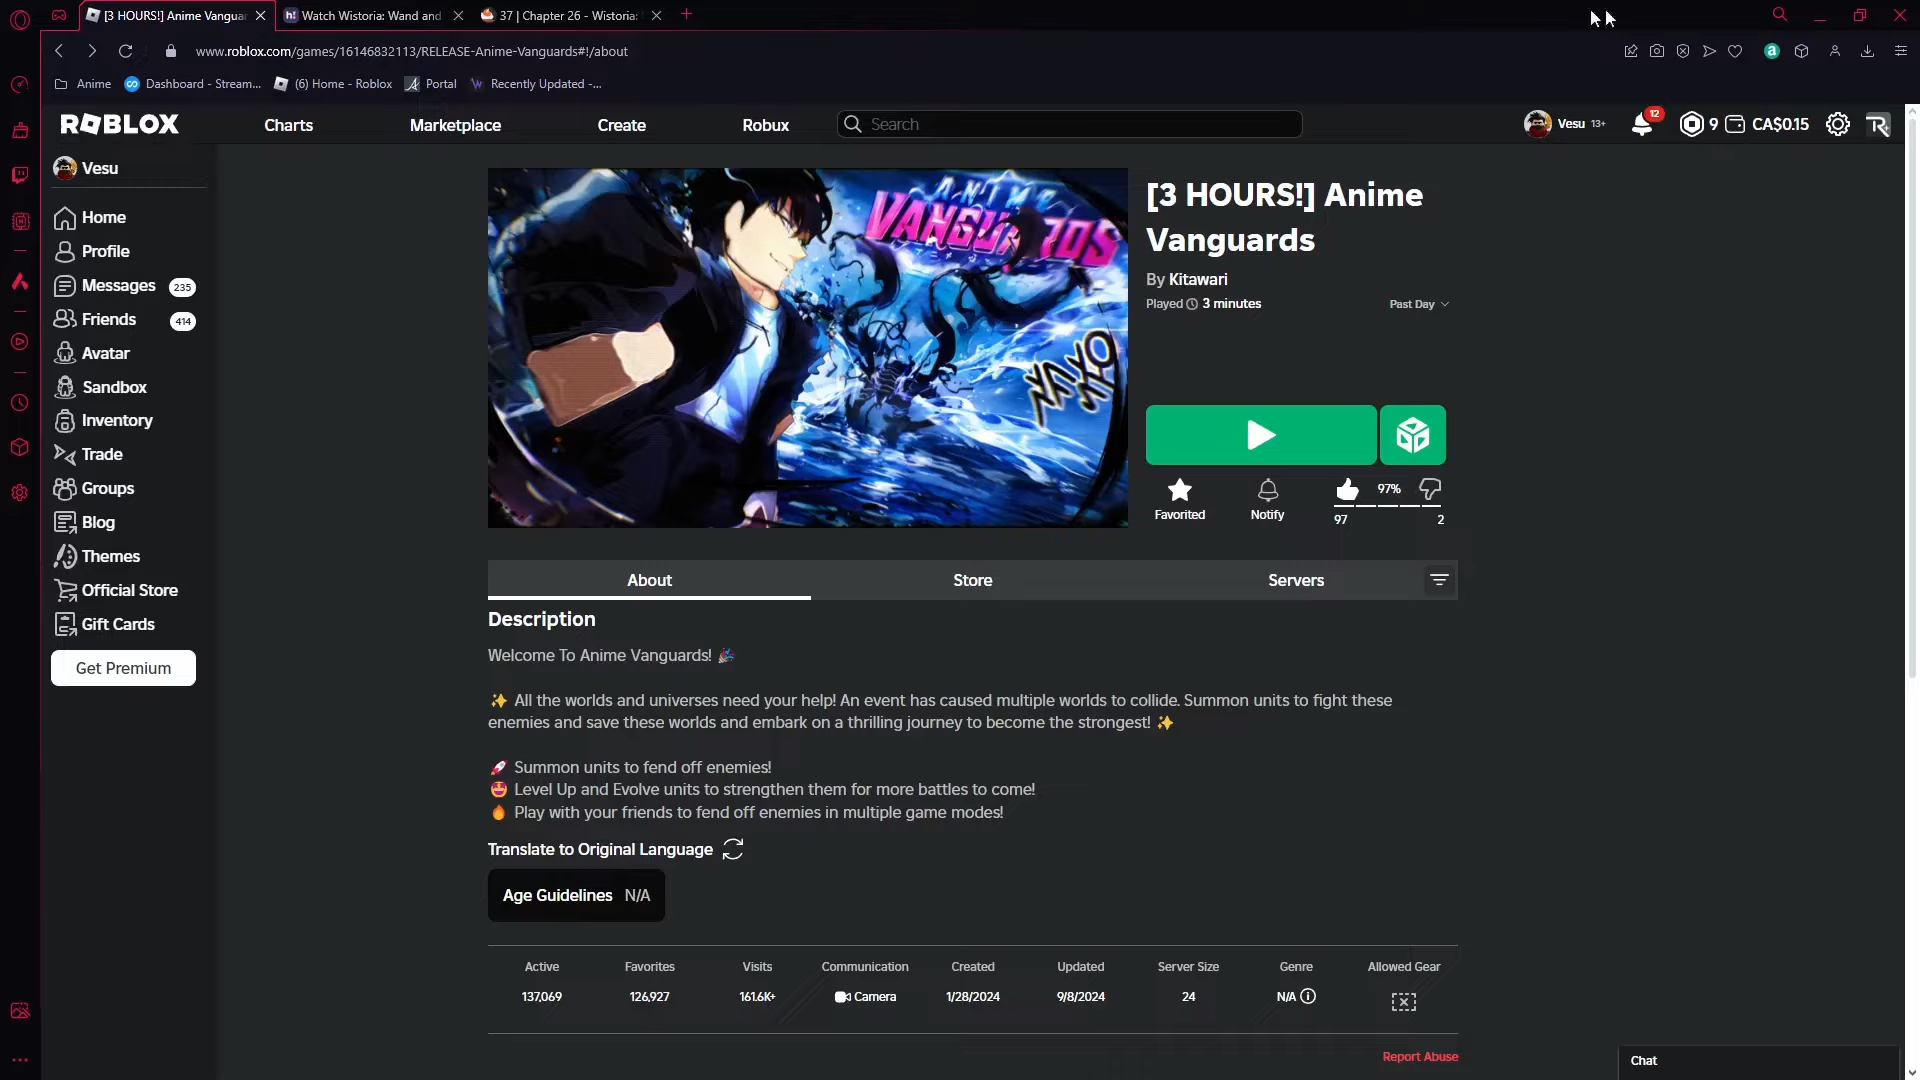 [3 HOURS!] Anime Vangua
Watch Wistoria: Wand and
37 | Chapter 26 - Wistoria:
www.roblox.com/games/16146832113/RELEASE-Anime-Vanguards#!/about
Anime
Dashboard - Stream...
(6) Home - Roblox
Portal
Recently Updated -...
ROBLOX
Charts
Marketplace
Create
Robux
Search
Vesu 13+
12
9
CA$0.15
Vesu
Home
Profile
Messages 235
Friends 414
Avatar
Sandbox
Inventory
Trade
Groups
Blog
Themes
Official Store
Gift Cards
Get Premium
ANIME
VANGUARDS
[3 HOURS!] Anime
Vanguards
By Kitawari
Played 3 minutes
Past Day
Favorited
Notify
97%
97
2
About
Store
Servers
Description
Welcome To Anime Vanguards! 🎉
✨ All the worlds and universes need your help! An event has caused multiple worlds to collide. Summon units to fight these
enemies and save these worlds and embark on a thrilling journey to become the strongest! ✨
🚀 Summon units to fend off enemies!
🤩 Level Up and Evolve units to strengthen them for more battles to come!
🔥 Play with your friends to fend off enemies in multiple game modes!
Translate to Original Language
Age Guidelines N/A
Active Favorites Visits Communication Created Updated Server Size Genre Allowed Gear
137,069 126,927 161.6K+ Camera 1/28/2024 9/8/2024 24 N/A
Report Abuse
Chat